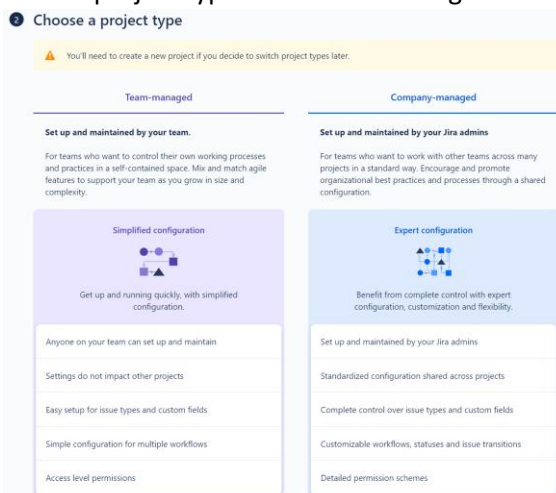 2 Choose a project type
You'll need to create a new project if you decide to switch project types later.
Team-managed
Set up and maintained by your team.
For teams who want to control their own working processes
and practices in a self-contained space. Mix and match agile
features to support your team as you grow in size and
complexity.
Simplified configuration
Get up and running quickly, with simplified
configuration.
Anyone on your team can set up and maintain
Settings do not impact other projects
Easy setup for issue types and custom fields
Simple configuration for multiple workflows
Access level permissions
Company-managed
Set up and maintained by your Jira admins
For teams who want to work with other teams across many
projects in a standard way. Encourage and promote
organizational best practices and processes through a shared
configuration.
Expert configuration
Benefit from complete control with expert
configuration, customization and flexibility.
Set up and maintained by your Jira admins
Standardized configuration shared across projects
Complete control over issue types and custom fields
Customizable workflows, statuses and issue transitions
Detailed permission schemes